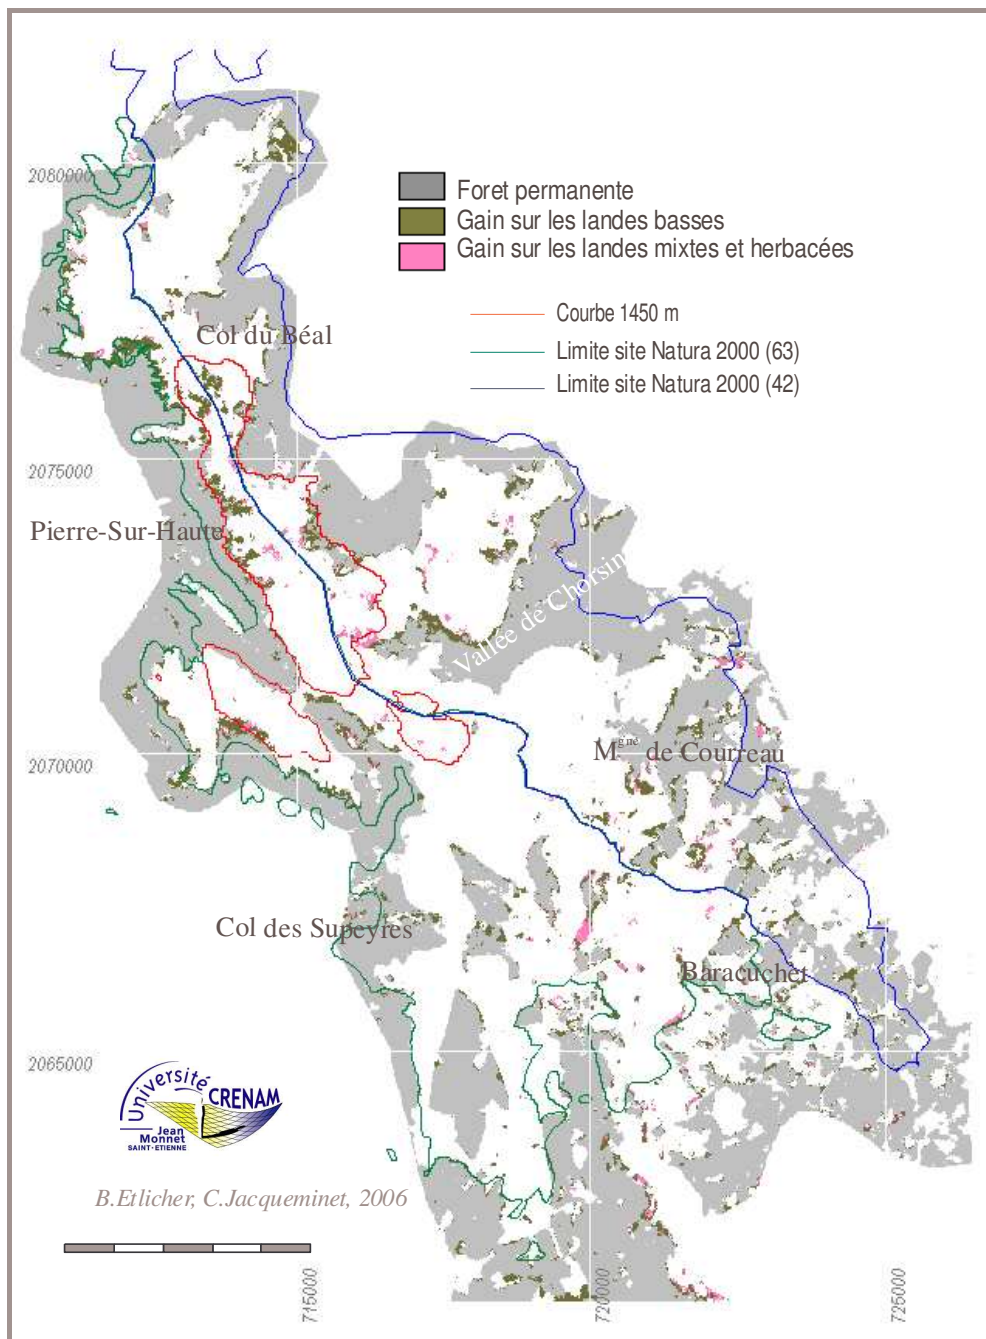 2080000
Foret permanente
Gain sur les landes basses
Gain sur les landes mixtes et herbacées
Courbe 1450 m
Limite site Natura 2000 (63)
Limite site Natura 2000 (42)
Col du Béal
2075000
Pierre-Sur-Haute
Vallée de Chorsin
2070000
Mgne de Courreau
Col des Supeyres
Baracuchet
2065000
Université
CRENAM
Jean
Monnet
SAINT-ETIENNE
B.Etlicher, C.Jacqueminet, 2006
715000
720000
725000